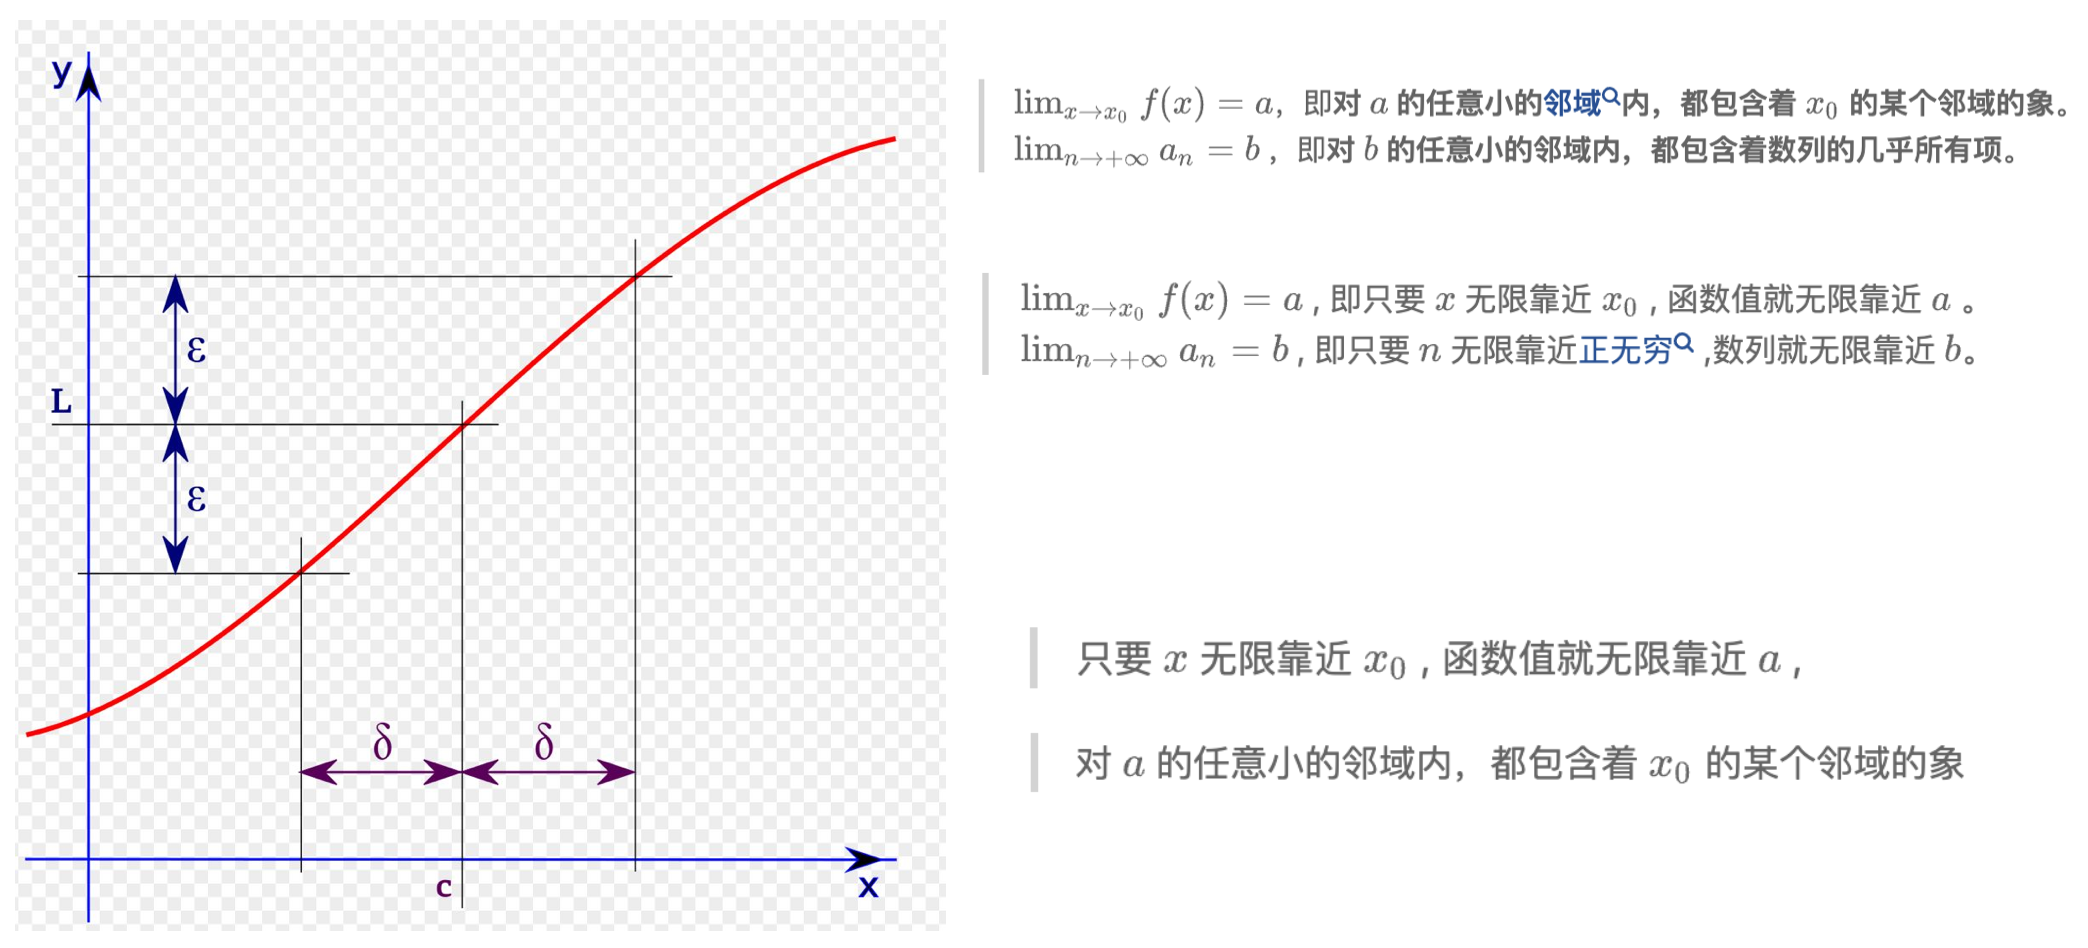 y
ε
L
ε
δ δ
c
x
lim_{x→x_0} f(x) = a，即对 a 的任意小的邻域内，都包含着 x_0 的某个邻域的象。
lim_{n→+∞} a_n = b ，即对 b 的任意小的邻域内，都包含着数列的几乎所有项。
lim_{x→x_0} f(x) = a , 即只要 x 无限靠近 x_0 , 函数值就无限靠近 a 。
lim_{n→+∞} a_n = b , 即只要 n 无限靠近正无穷 ,数列就无限靠近 b。
只要 x 无限靠近 x_0 , 函数值就无限靠近 a ,
对 a 的任意小的邻域内，都包含着 x_0 的某个邻域的象